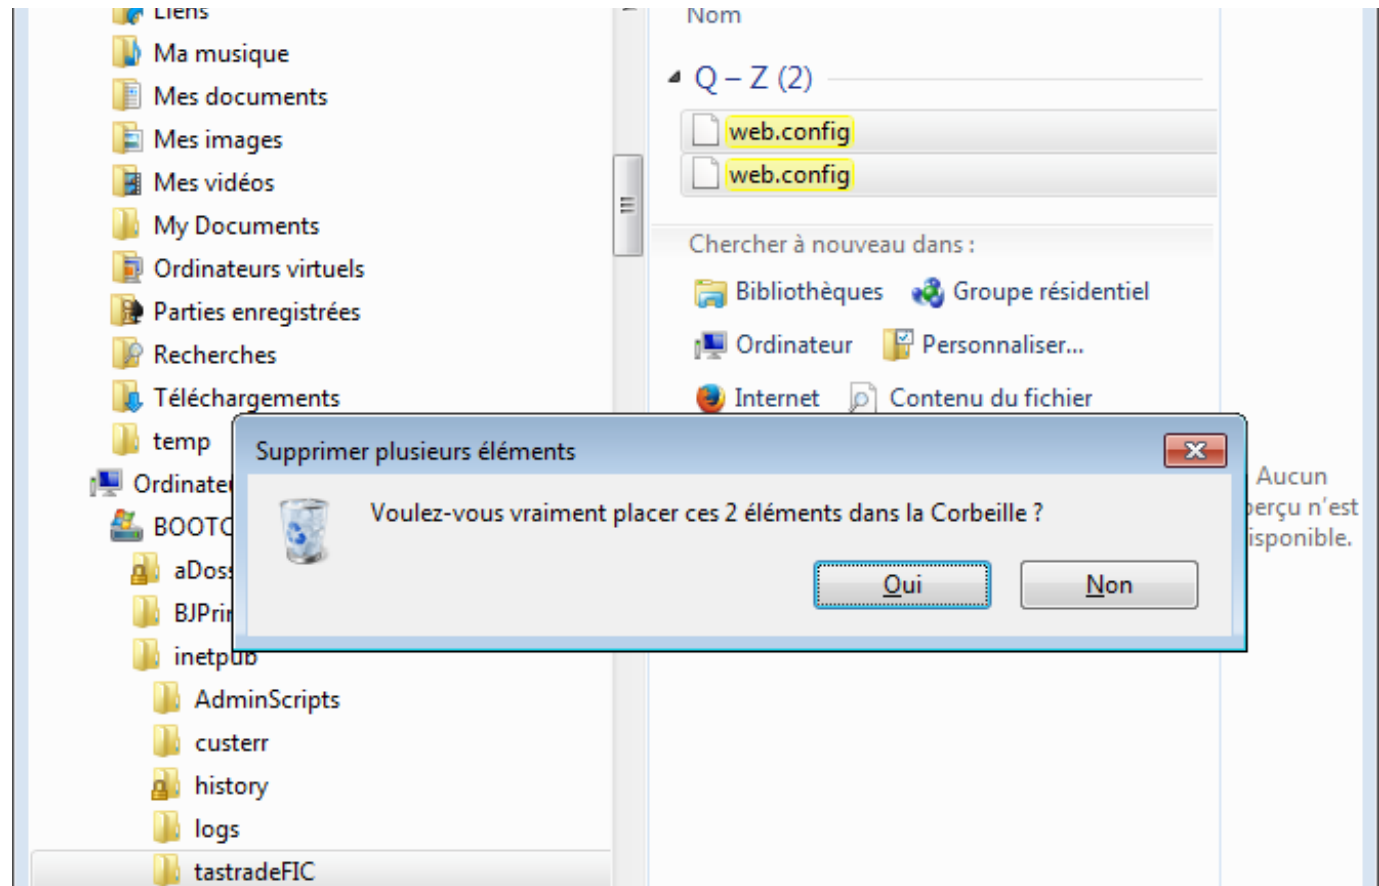 Liens
Ma musique
Mes documents
Mes images
Mes vidéos
My Documents
Ordinateurs virtuels
Parties enregistrées
Recherches
Téléchargements
temp
BOOTC
aDoss
BJPrin
inetpub
AdminScripts
custerr
history
logs
tastradeFIC
Nom
Q – Z (2)
web.config
web.config
Chercher à nouveau dans :
Bibliothèques Groupe résidentiel
Ordinateur Personnaliser...
Internet Contenu du fichier
Supprimer plusieurs éléments
Voulez-vous vraiment placer ces 2 éléments dans la Corbeille ?
Oui Non
Aucun
perçu n'est
isponible.